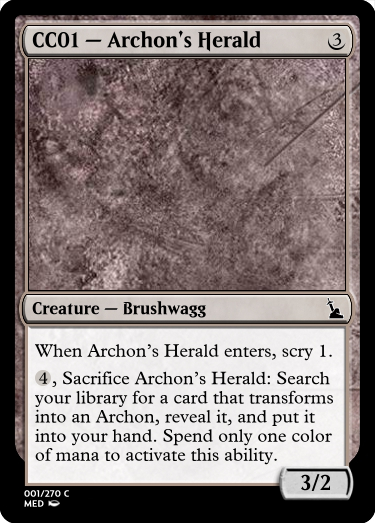 CC01 — Archon's Herald 3
Creature — Brushwagg
When Archon's Herald enters, scry 1.
4, Sacrifice Archon's Herald: Search
your library for a card that transforms
into an Archon, reveal it, and put it
into your hand. Spend only one color
of mana to activate this ability.
3/2
001/270 C
MED